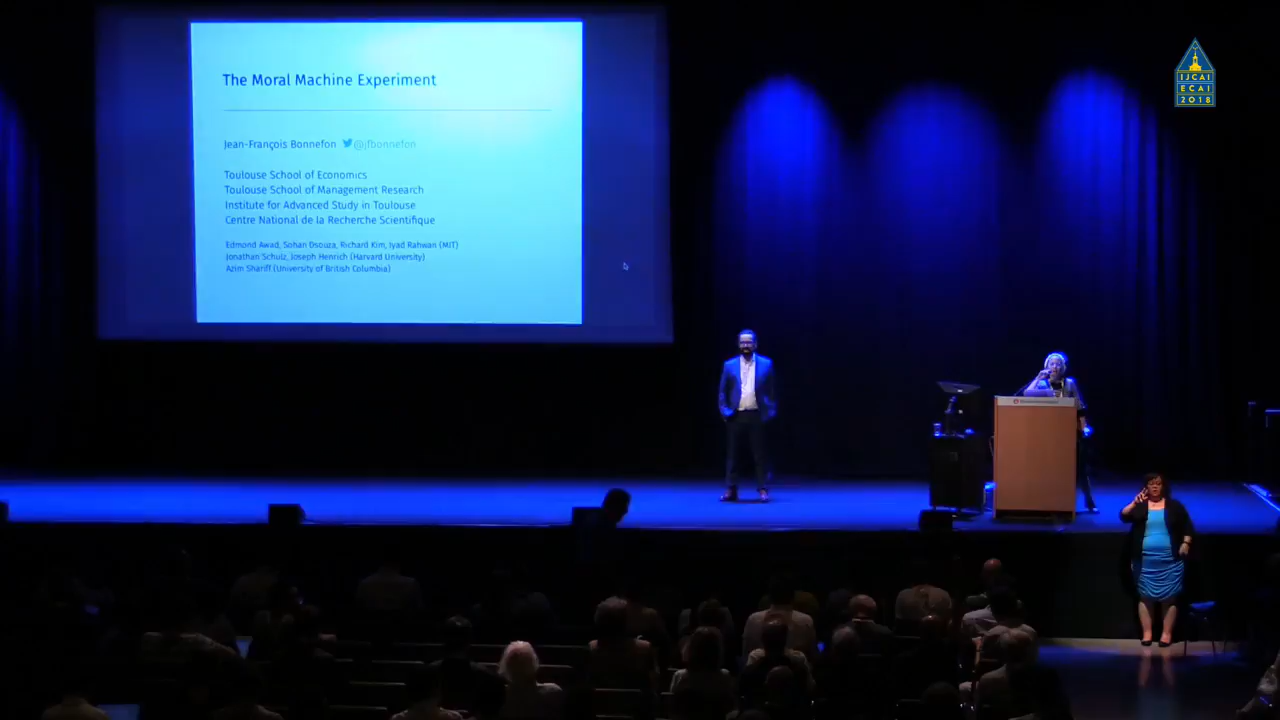 The Moral Machine Experiment
Jean-François Bonnefon @jfbonnefon
Toulouse School of Economics
Toulouse School of Management Research
Institute for Advanced Study in Toulouse
Centre National de la Recherche Scientifique
Edmond Awad, Sohan Dsouza, Richard Kim, Iyad Rahwan (MIT)
Jonathan Schulz, Joseph Henrich (Harvard University)
Azim Shariff (University of British Columbia)
IJCAI
ECAI
2018